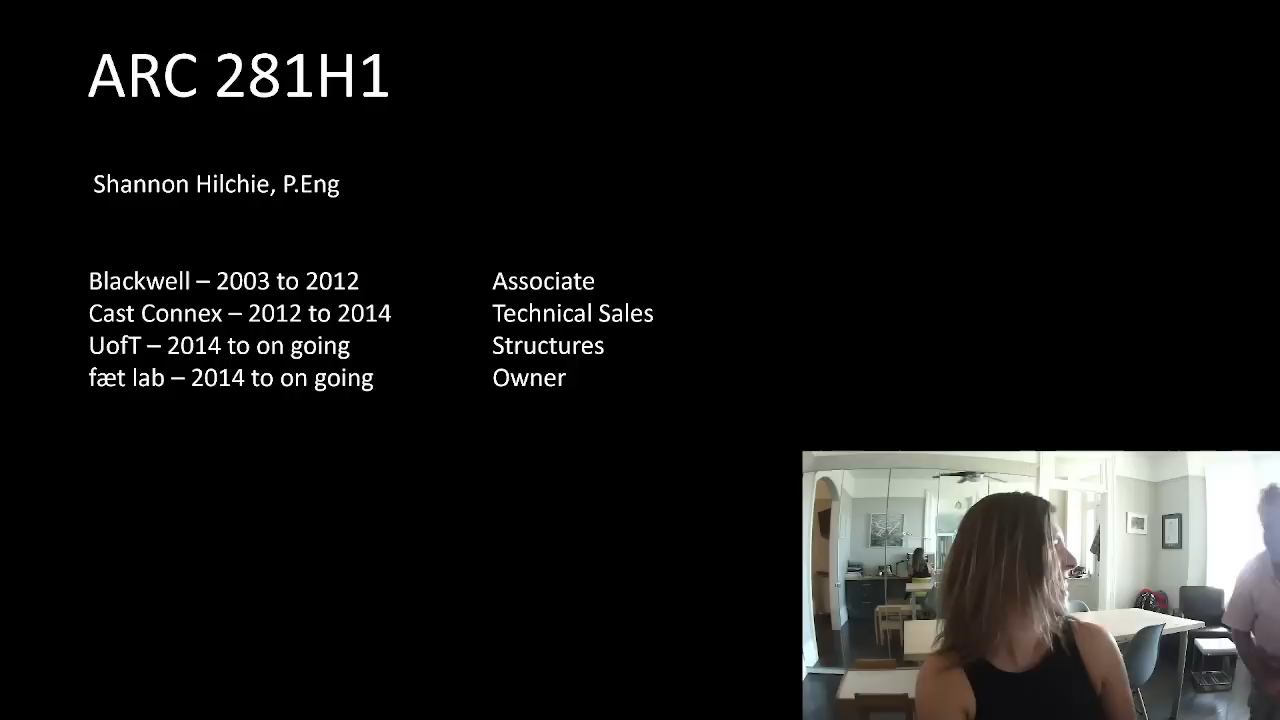 ARC 281H1
Shannon Hilchie, P.Eng
Blackwell – 2003 to 2012 Associate
Cast Connex – 2012 to 2014 Technical Sales
UofT – 2014 to on going Structures
fæt lab – 2014 to on going Owner